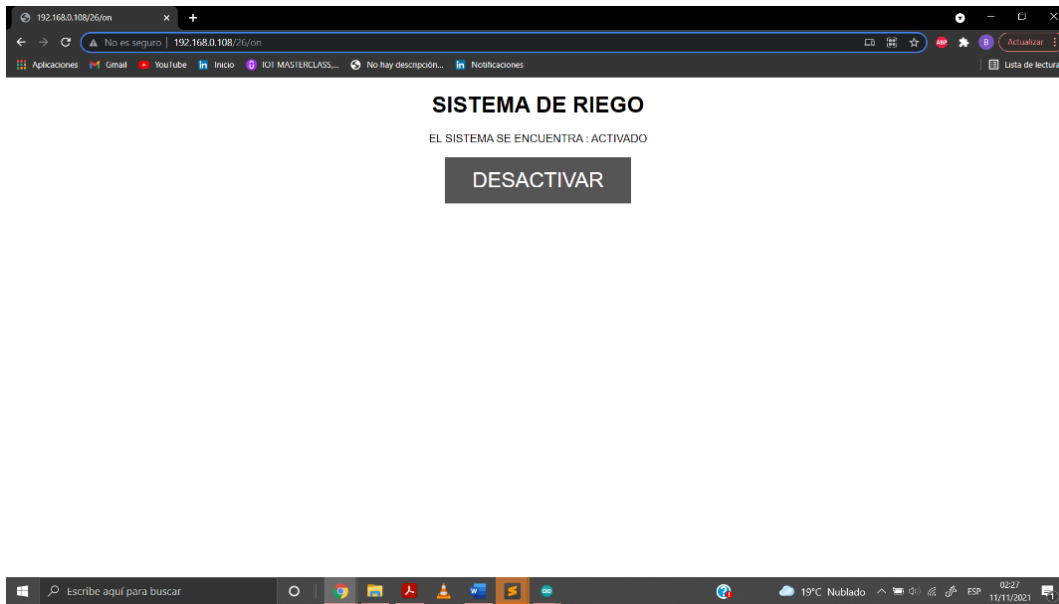 192.168.0.108/26/on
No es seguro | 192.168.0.108/26/on
ABP
B
Actualizar
Aplicaciones
Gmail
YouTube
Inicio
IOT MASTERCLASS,...
No hay descripción...
Notificaciones
Lista de lectura
SISTEMA DE RIEGO
EL SISTEMA SE ENCUENTRA : ACTIVADO
DESACTIVAR
Escribe aquí para buscar
19°C Nublado
ESP
02:27
11/11/2021